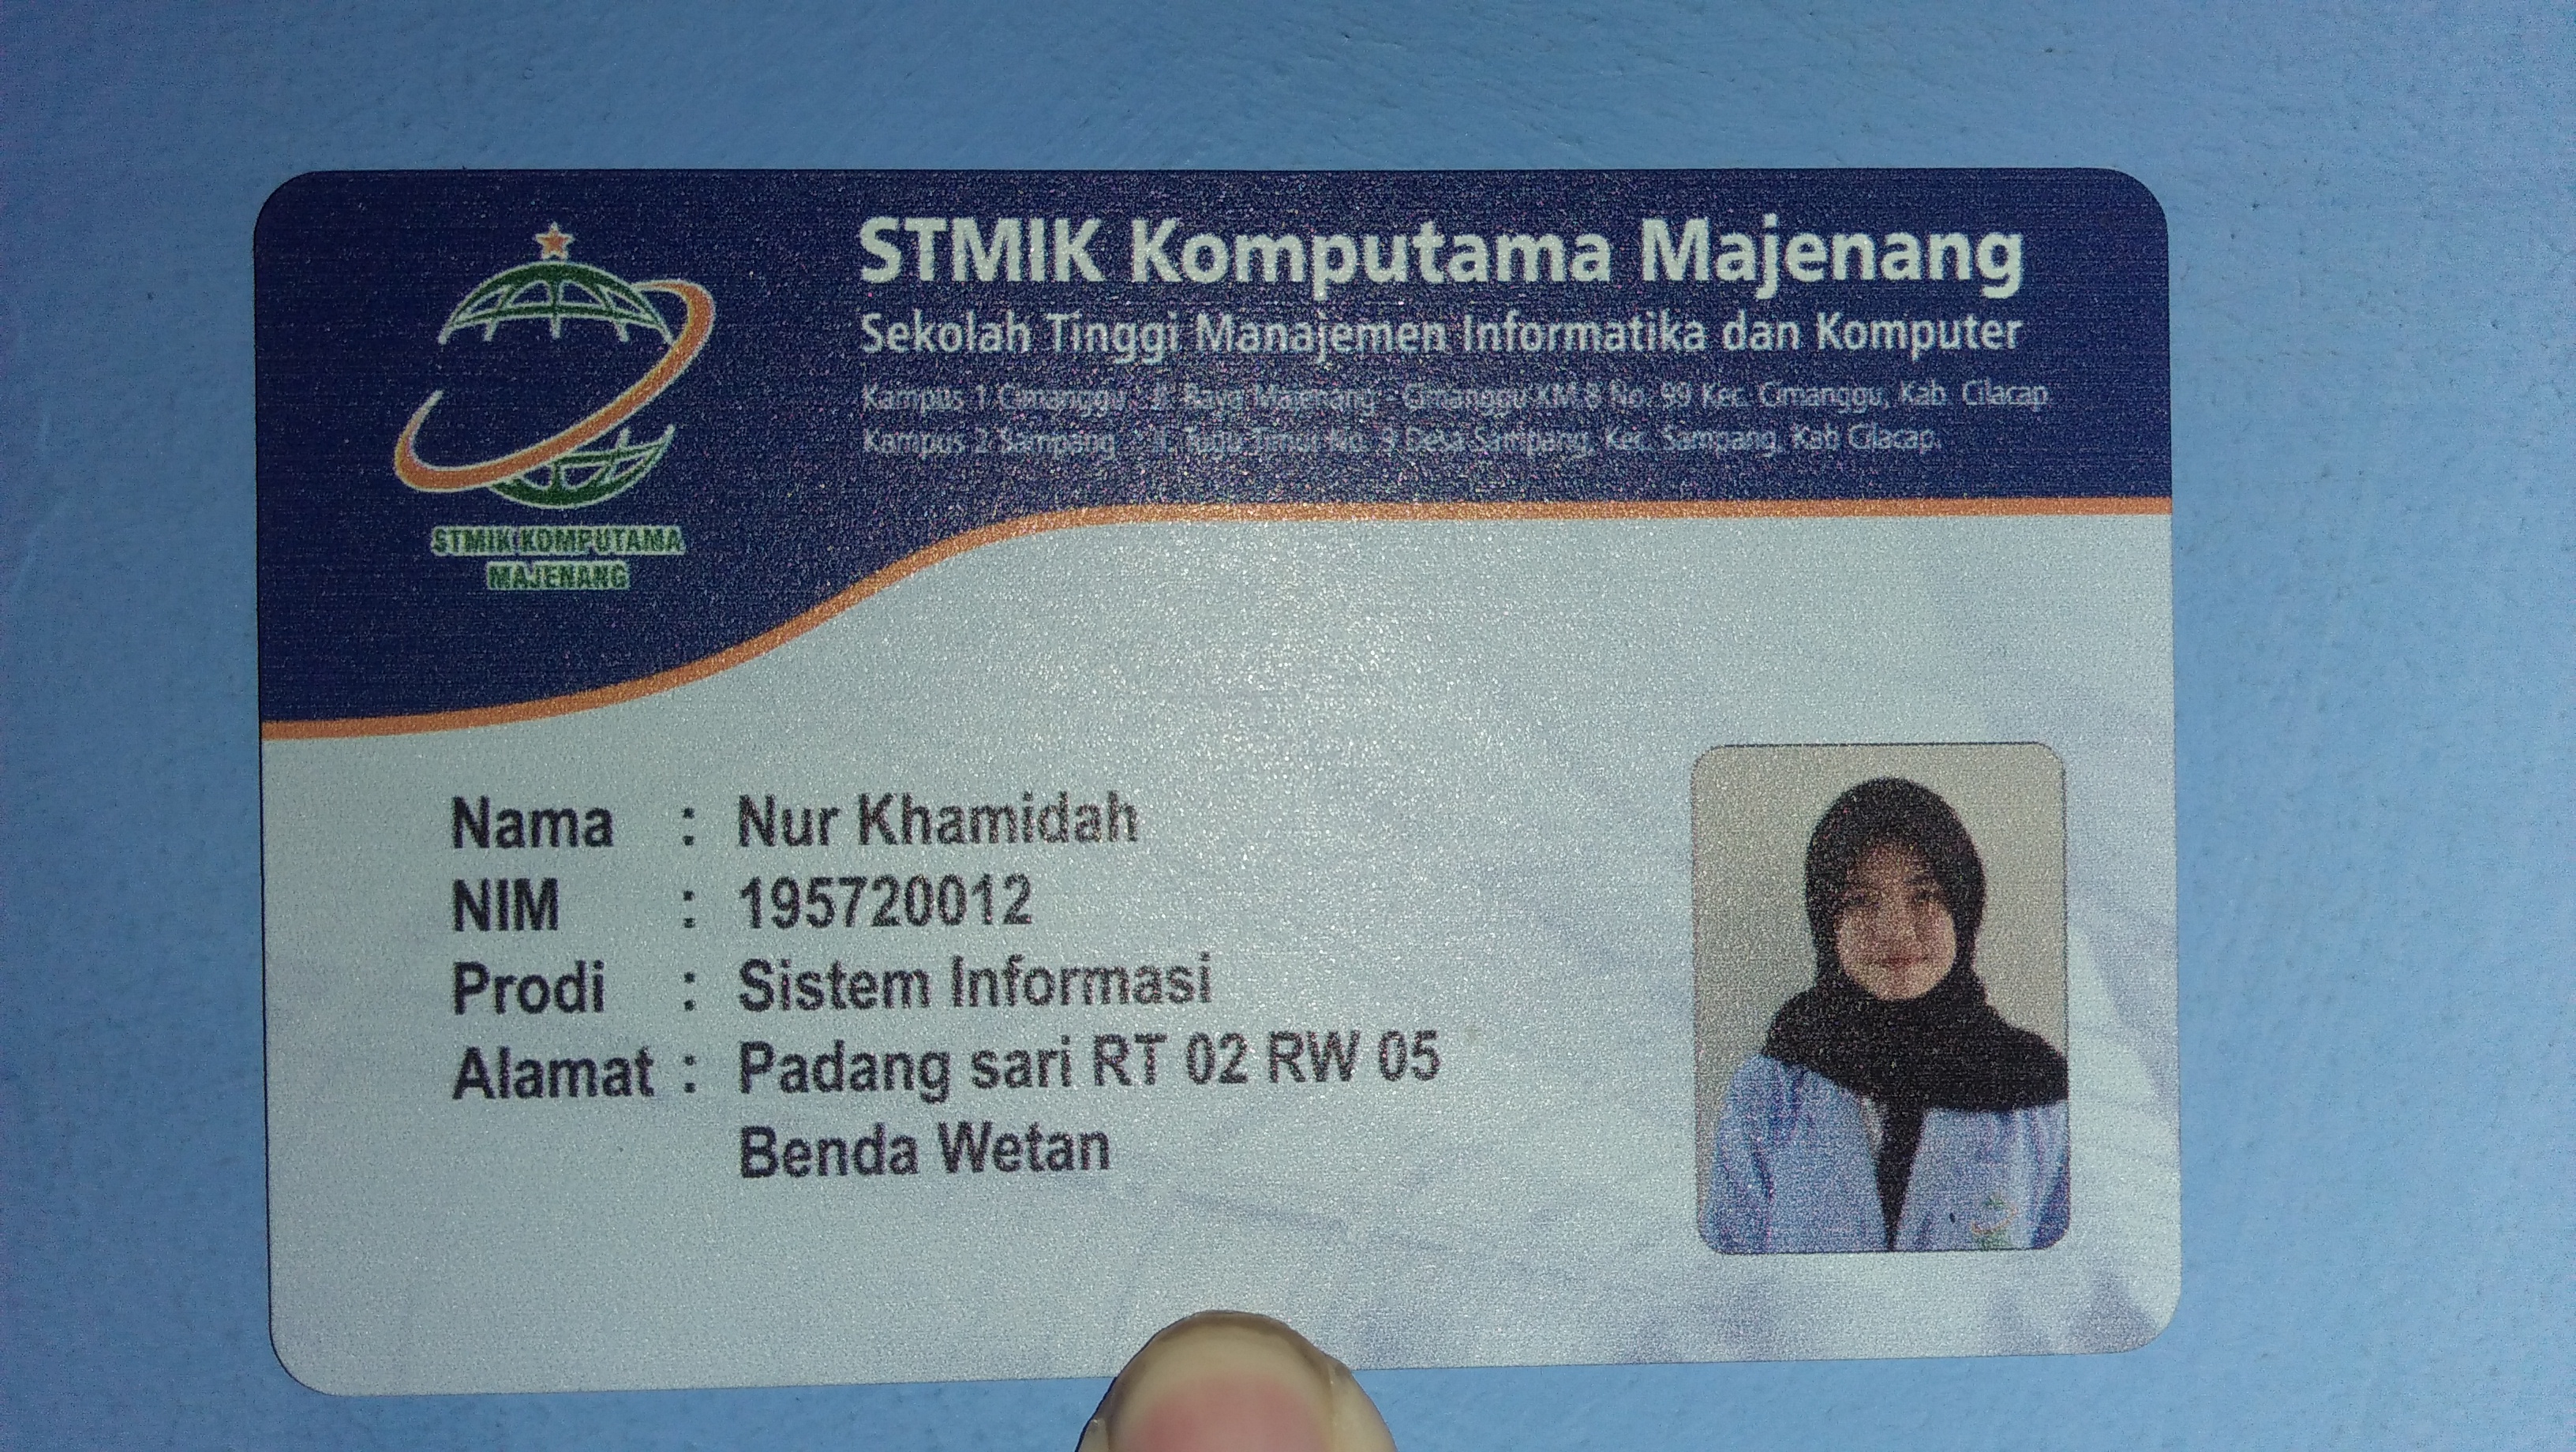 STMIK Komputama Majenang
Sekolah Tinggi Manajemen Informatika dan Komputer
Kampus 1 Cimanggu : Jl. Raya Majenang - Cimanggu KM 8 No. 99 Kec. Cimanggu, Kab. Cilacap
Kampus 2 Sampang : Jl. Tugu Timur No. Desa Sampang, Kec. Sampang, Kab Cilacap.
STMIK KOMPUTAMA
MAJENANG
Nama : Nur Khamidah
NIM : 195720012
Prodi : Sistem Informasi
Alamat : Padang sari RT 02 RW 05
Benda Wetan